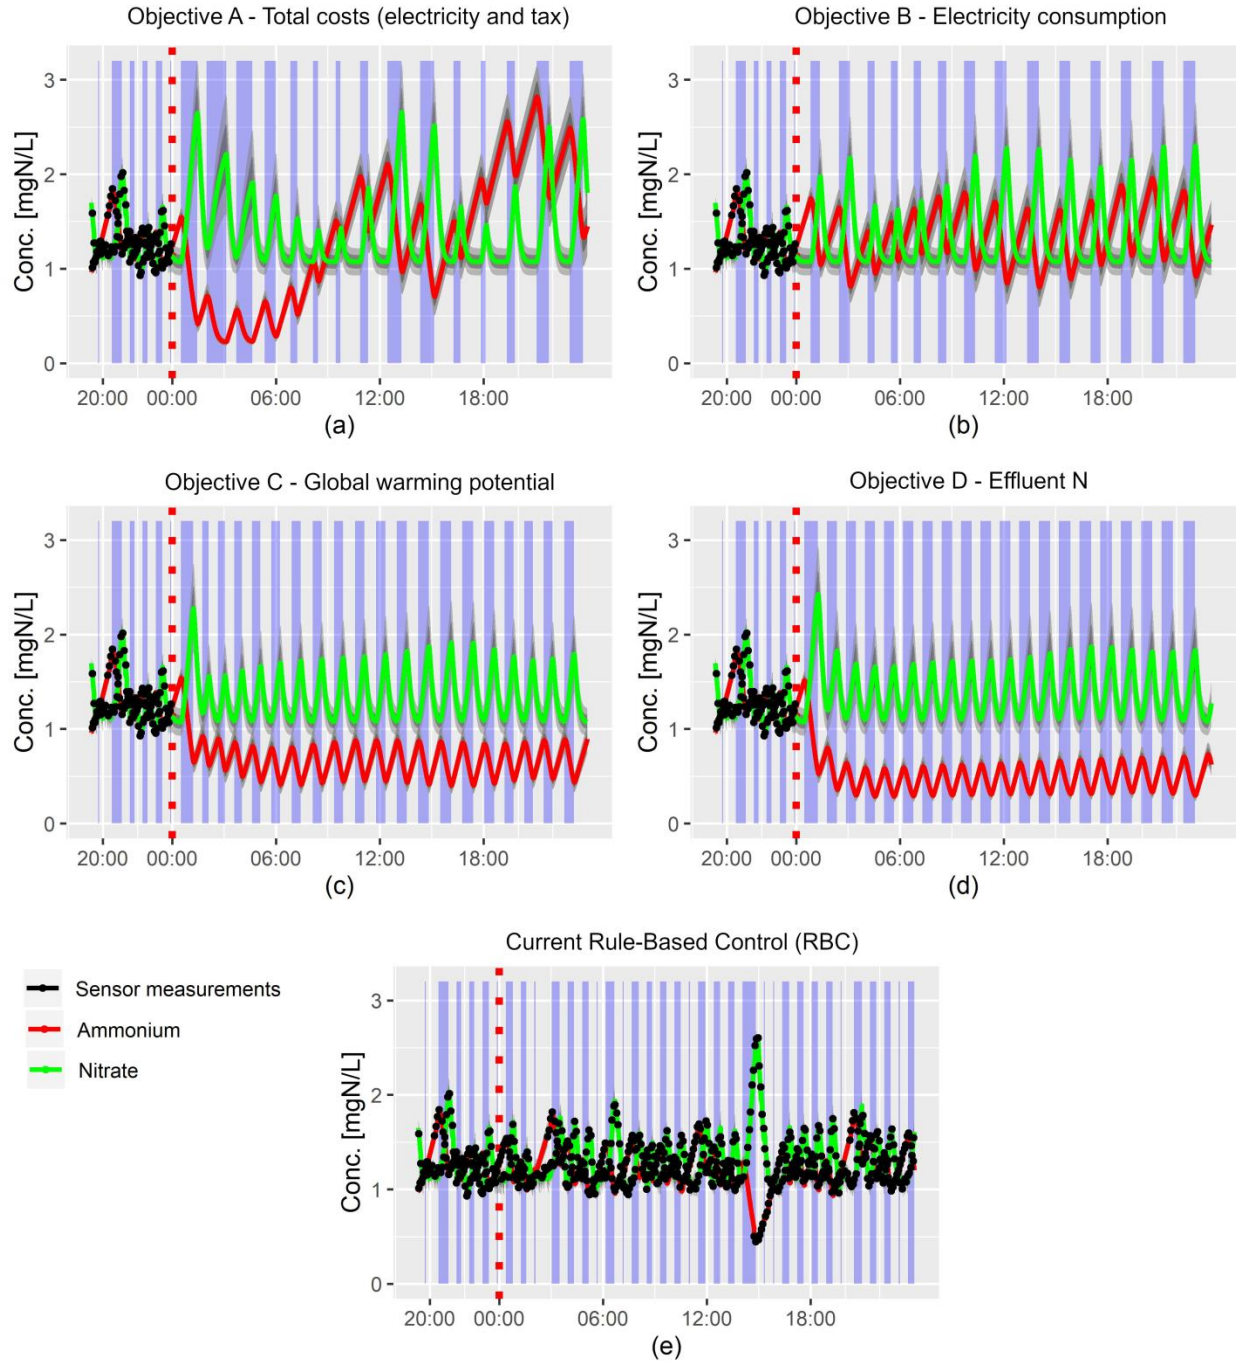 Objective A - Total costs (electricity and tax)
Conc. [mgN/L]
3
2
1
0
20:00 00:00 06:00 12:00 18:00
(a)
Objective B - Electricity consumption
Conc. [mgN/L]
3
2
1
0
20:00 00:00 06:00 12:00 18:00
(b)
Objective C - Global warming potential
Conc. [mgN/L]
3
2
1
0
20:00 00:00 06:00 12:00 18:00
(c)
Objective D - Effluent N
Conc. [mgN/L]
3
2
1
0
20:00 00:00 06:00 12:00 18:00
(d)
Sensor measurements
Ammonium
Nitrate
Current Rule-Based Control (RBC)
Conc. [mgN/L]
3
2
1
0
20:00 00:00 06:00 12:00 18:00
(e)